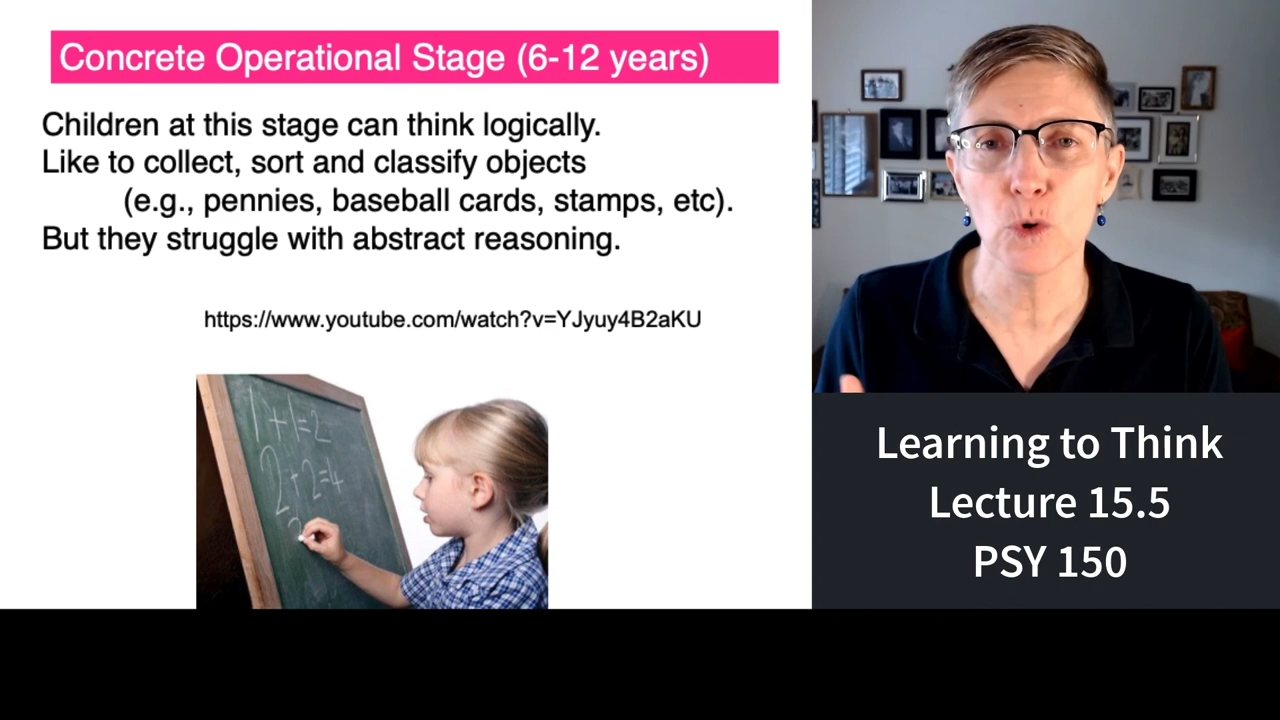 Concrete Operational Stage (6-12 years)
Children at this stage can think logically.
Like to collect, sort and classify objects
(e.g., pennies, baseball cards, stamps, etc).
But they struggle with abstract reasoning.
https://www.youtube.com/watch?v=YJyuy4B2aKU
1+1=2
2+2=4
Learning to Think
Lecture 15.5
PSY 150